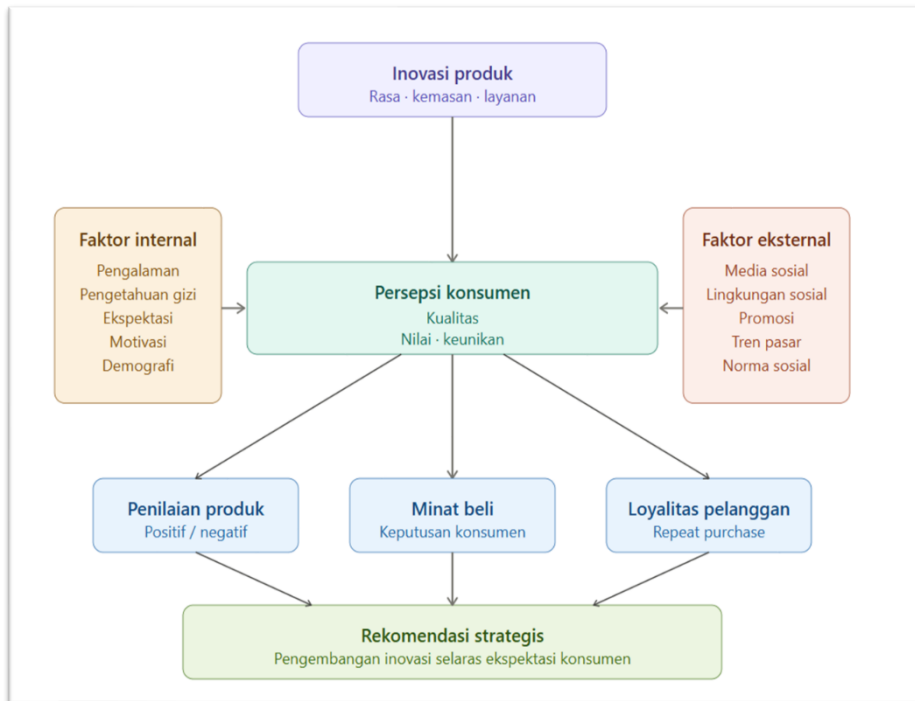 Inovasi produk
Rasa · kemasan · layanan
Faktor internal
Pengalaman
Pengetahuan gizi
Ekspektasi
Motivasi
Demografi
Persepsi konsumen
Kualitas
Nilai · keunikan
Faktor eksternal
Media sosial
Lingkungan sosial
Promosi
Tren pasar
Norma sosial
Penilaian produk
Positif / negatif
Minat beli
Keputusan konsumen
Loyalitas pelanggan
Repeat purchase
Rekomendasi strategis
Pengembangan inovasi selaras ekspektasi konsumen